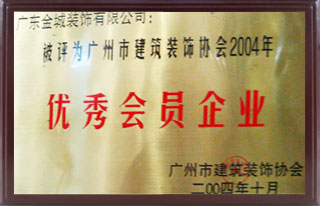 广东金城装饰有限公司：
被评为广州市建筑装饰协会2004年
优秀会员企业
广州市建筑装饰协会
二00四年十月